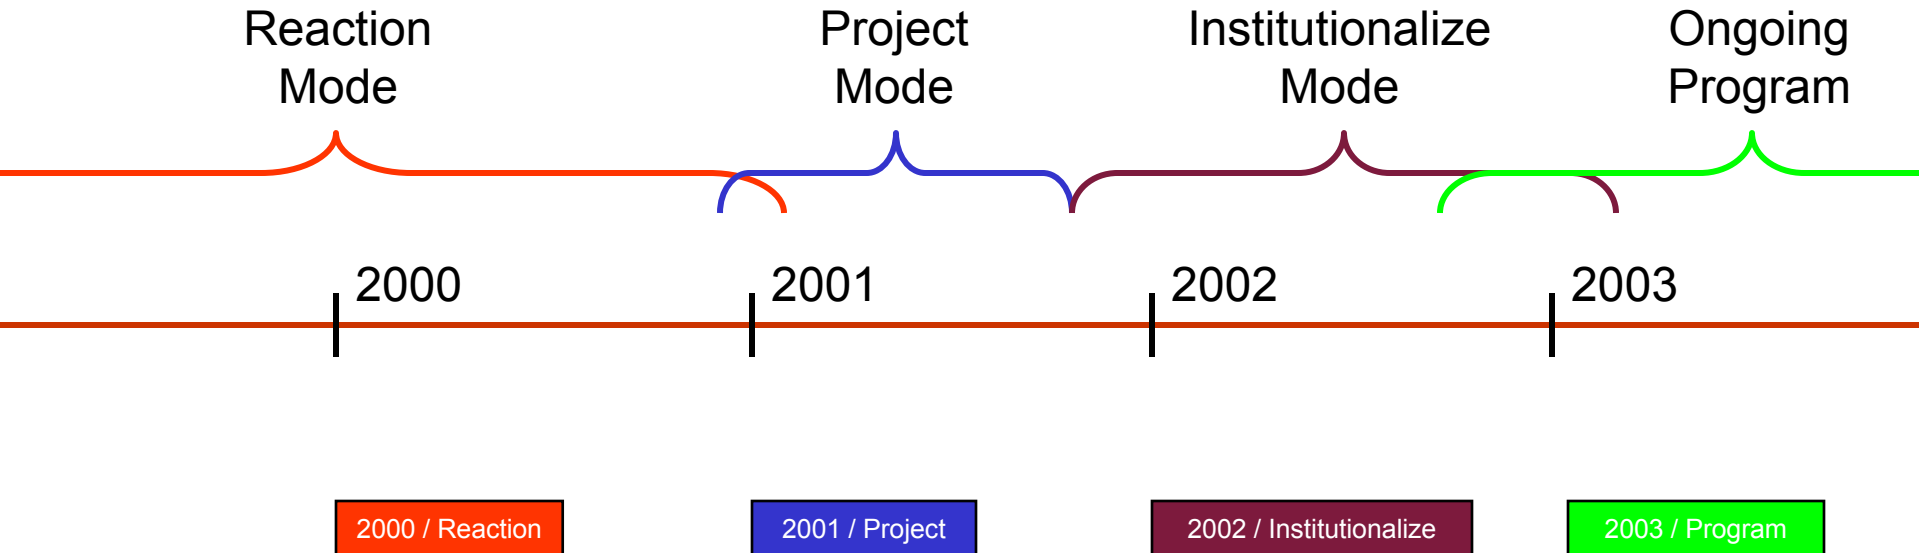 Reaction
Mode
Project
Mode
Institutionalize
Mode
Ongoing
Program
2000
2001
2002
2003
2000 / Reaction
2001 / Project
2002 / Institutionalize
2003 / Program